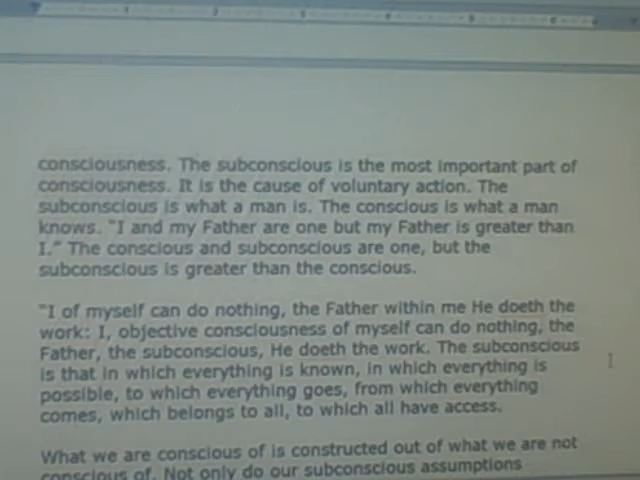 consciousness. The subconscious is the most important part of
consciousness. It is the cause of voluntary action. The
subconscious is what a man is. The conscious is what a man
knows. "I and my Father are one but my Father is greater than
I." The conscious and subconscious are one, but the
subconscious is greater than the conscious.
"I of myself can do nothing, the Father within me He doeth the
work: I, objective consciousness of myself can do nothing, the
Father, the subconscious, He doeth the work. The subconscious
is that in which everything is known, in which everything is
possible, to which everything goes, from which everything
comes, which belongs to all, to which all have access.
What we are conscious of is constructed out of what we are not
conscious of. Not only do our subconscious assumptions